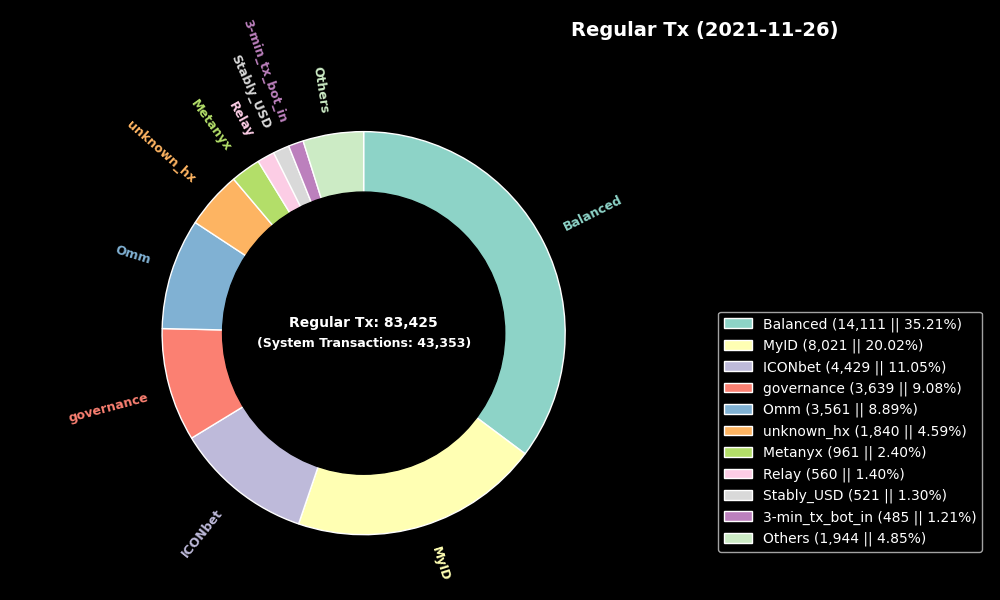 Regular Tx (2021-11-26)
3-min_tx_bot_in
Others
Stably_USD
Relay
Metanyx
unknown_hx
Balanced
Omm
Regular Tx: 83,425
(System Transactions: 43,353)
governance
ICONbet
MyID
Balanced (14,111 || 35.21%)
MyID (8,021 || 20.02%)
ICONbet (4,429 || 11.05%)
governance (3,639 || 9.08%)
Omm (3,561 || 8.89%)
unknown_hx (1,840 || 4.59%)
Metanyx (961 || 2.40%)
Relay (560 || 1.40%)
Stably_USD (521 || 1.30%)
3-min_tx_bot_in (485 || 1.21%)
Others (1,944 || 4.85%)